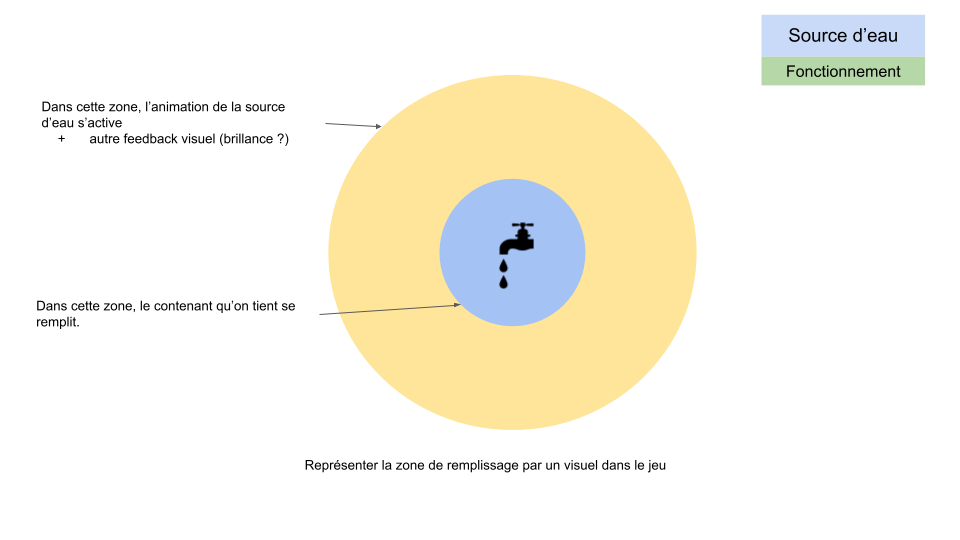 Source d’eau
Fonctionnement
Dans cette zone, l’animation de la source
d’eau s’active
+ autre feedback visuel (brillance ?)
Dans cette zone, le contenant qu’on tient se
remplit.
Représenter la zone de remplissage par un visuel dans le jeu